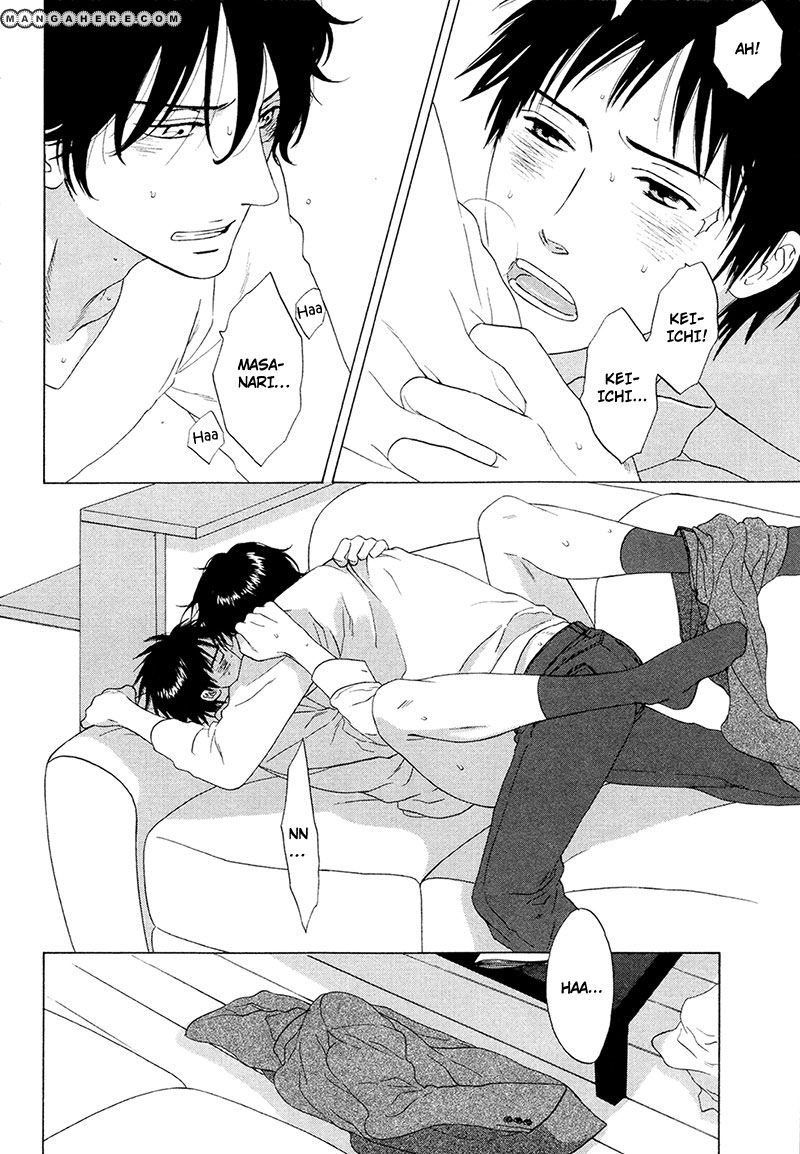 MANGAHERE.COM
AH!
KEI-
ICHI!
KEI-
ICHI...
Haa
MASA-
NARI...
Haa
NN
...
HAA...